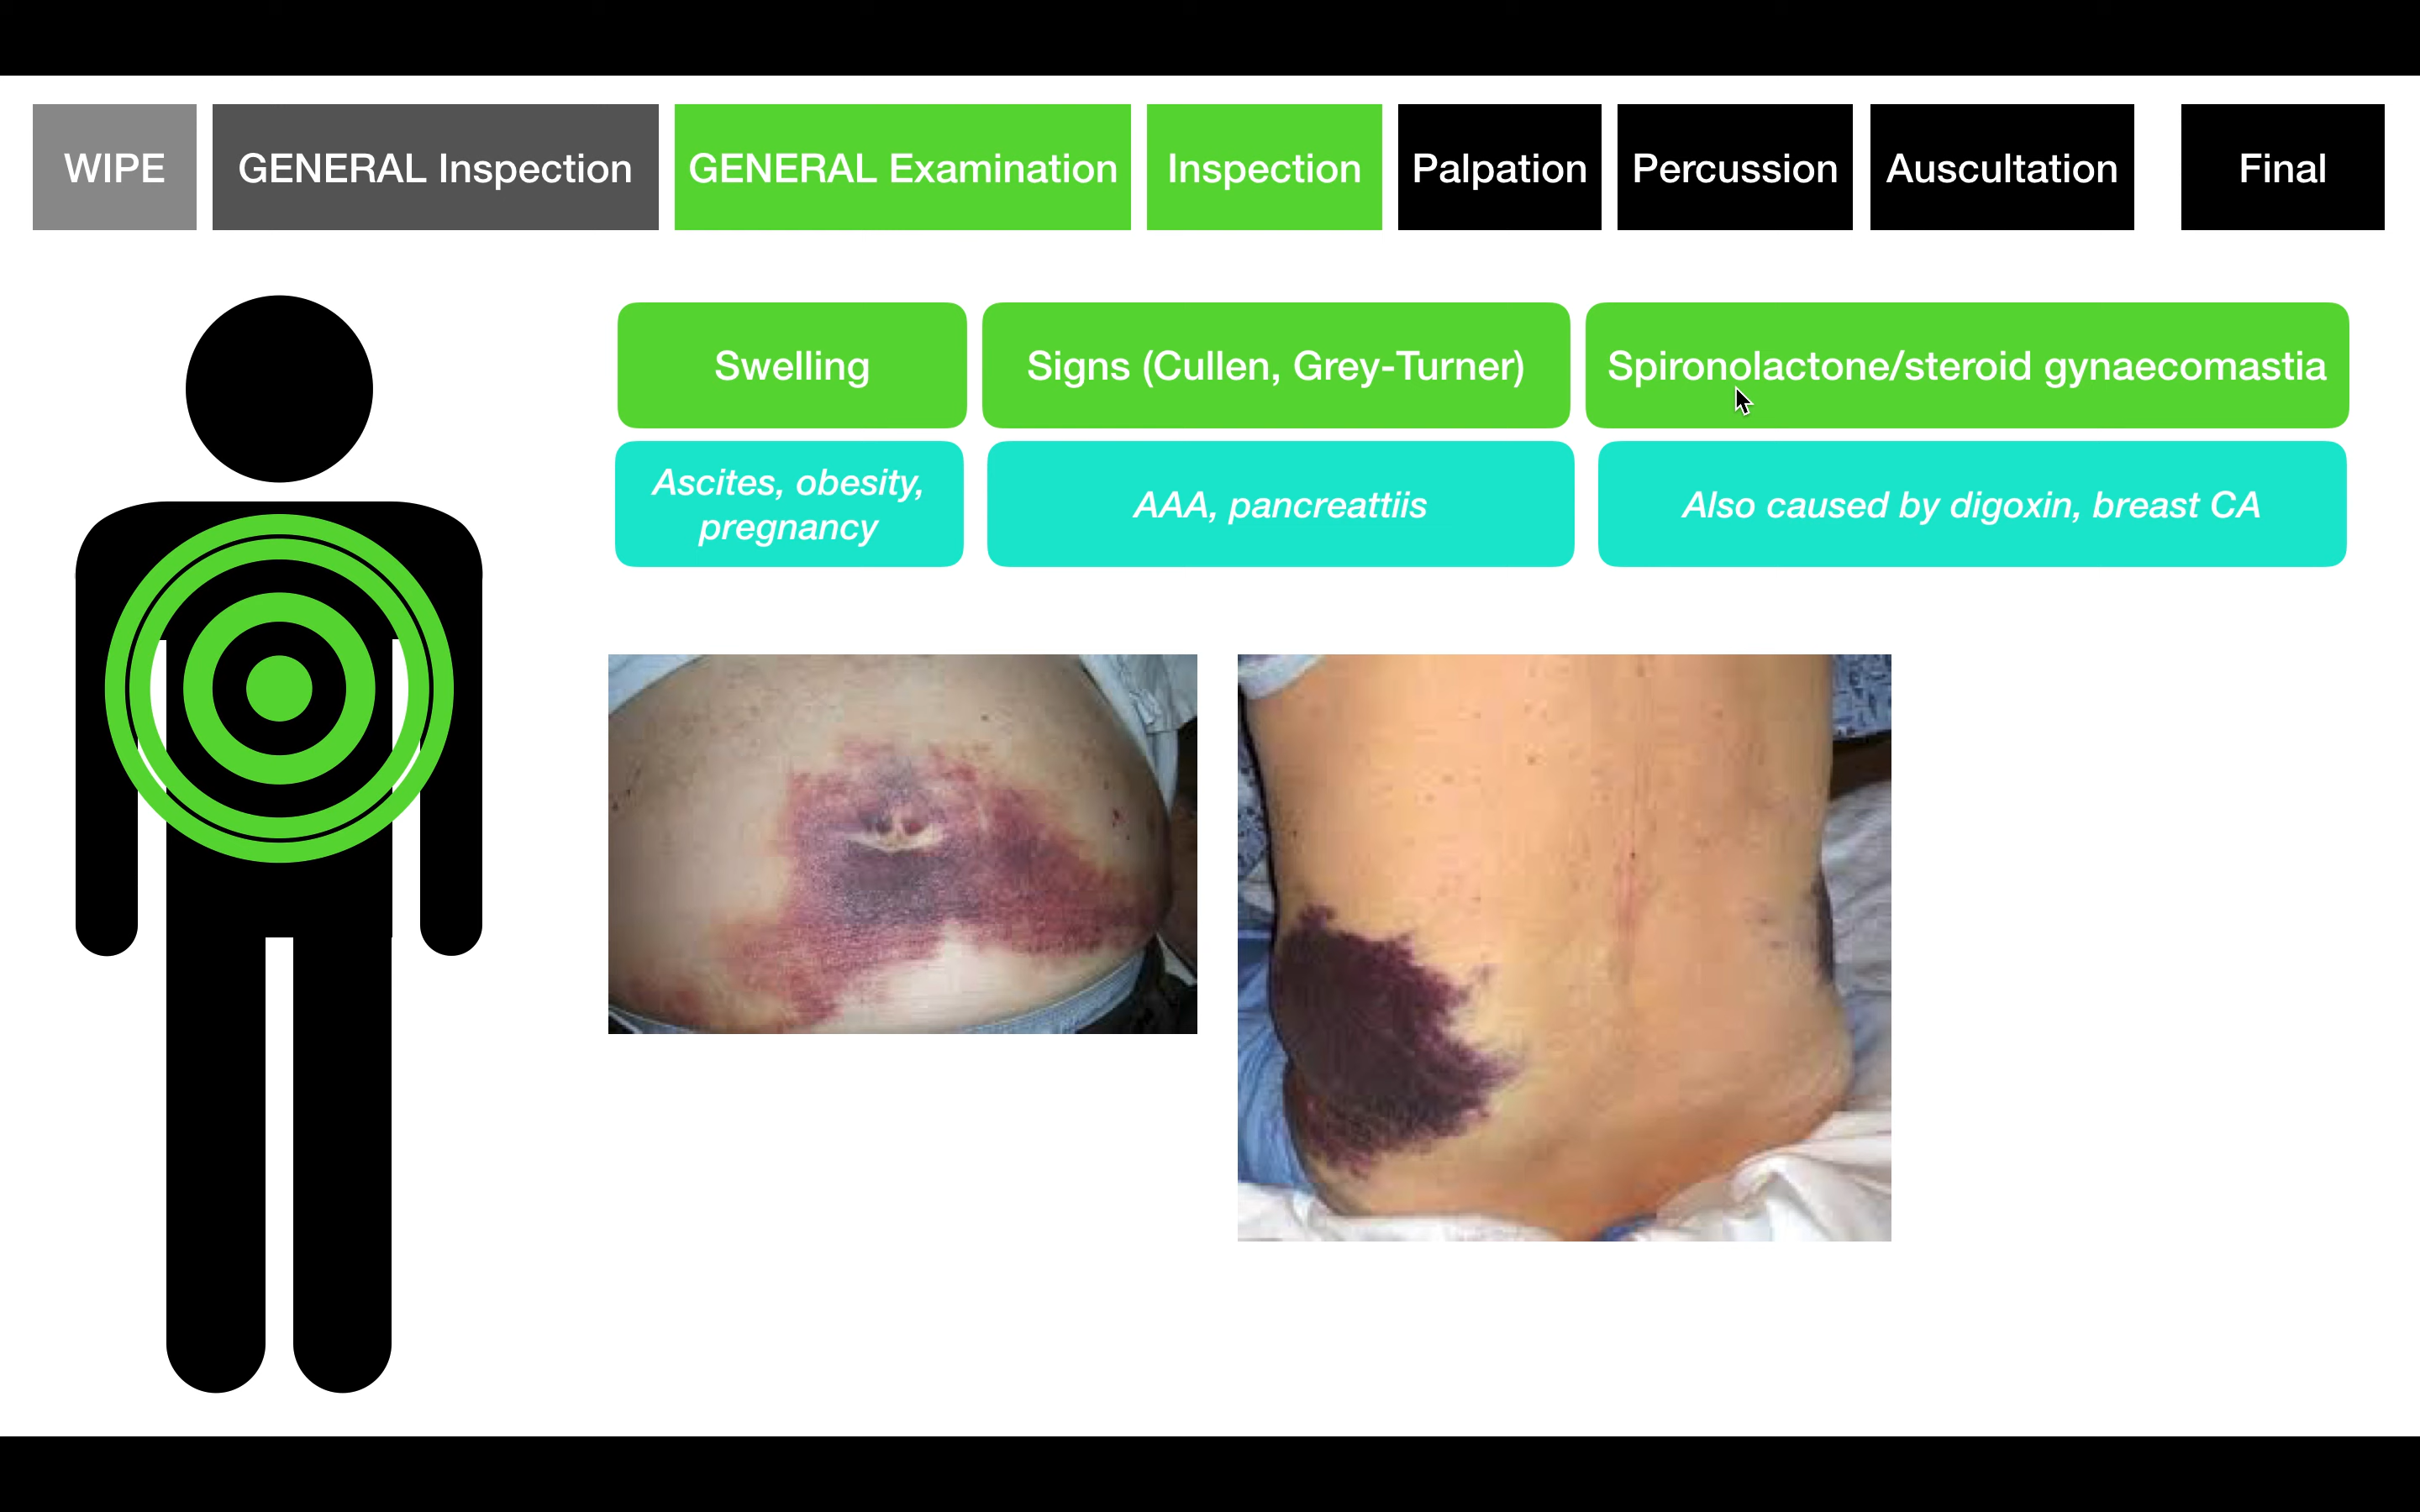 WIPE
GENERAL Inspection
GENERAL Examination
Inspection
Palpation
Percussion
Auscultation
Final
Swelling
Signs (Cullen, Grey-Turner)
Spironolactone/steroid gynaecomastia
Ascites, obesity,
pregnancy
AAA, pancreattiis
Also caused by digoxin, breast CA